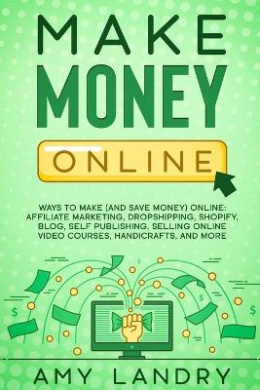 MAKE
MONEY
ONLINE
WAYS TO MAKE (AND SAVE MONEY) ONLINE:
AFFILIATE MARKETING, DROPSHIPPING, SHOPIFY,
BLOG, SELF PUBLISHING, SELLING ONLINE
VIDEO COURSES, HANDICRAFTS, AND MORE
AMY LANDRY